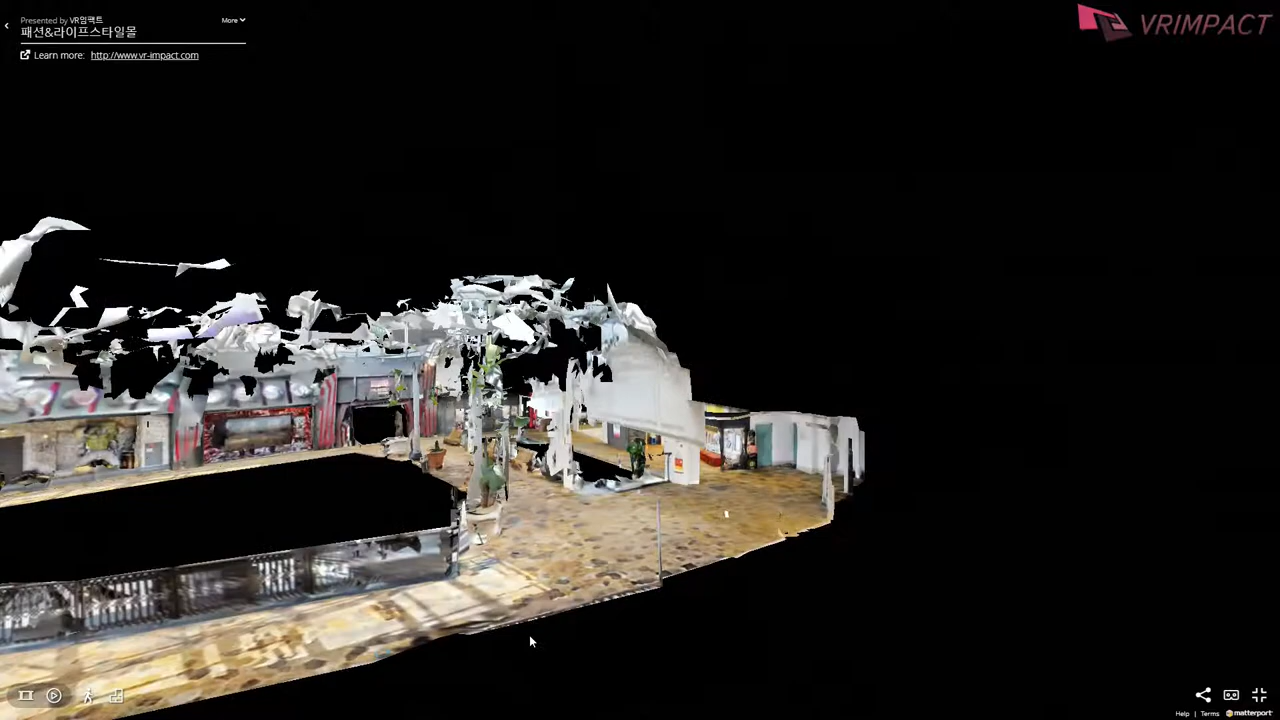 Presented by VR임팩트
More
패션&라이프스타일몰
Learn more: http://www.vr-impact.com
VRIMPACT
Help | Terms
matterport